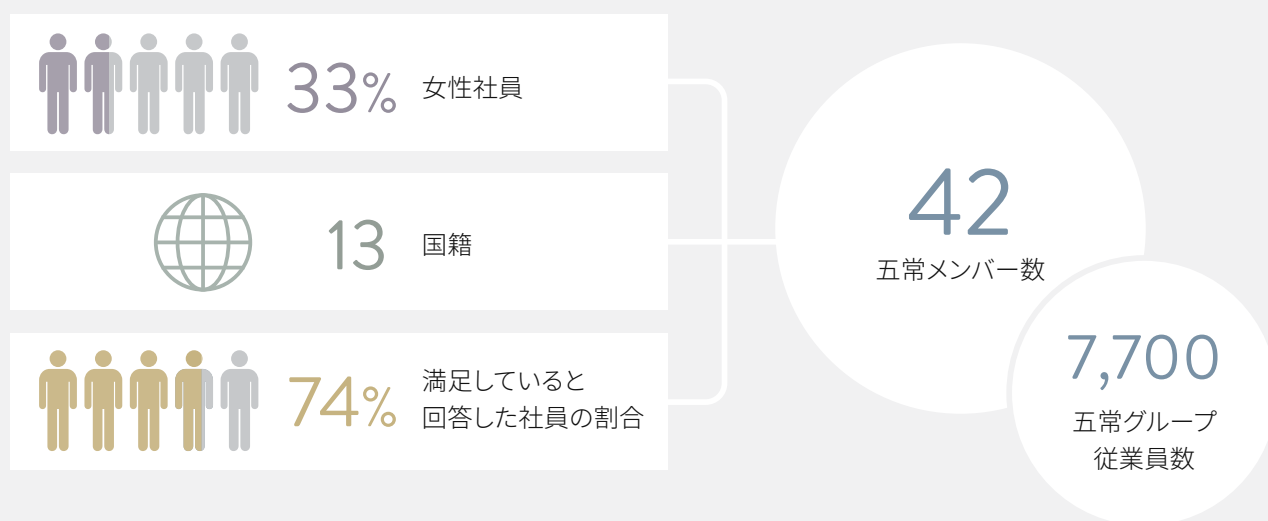 33% 女性社員
13 国籍
74% 満足していると
回答した社員の割合
42
五常メンバー数
7,700
五常グループ
従業員数